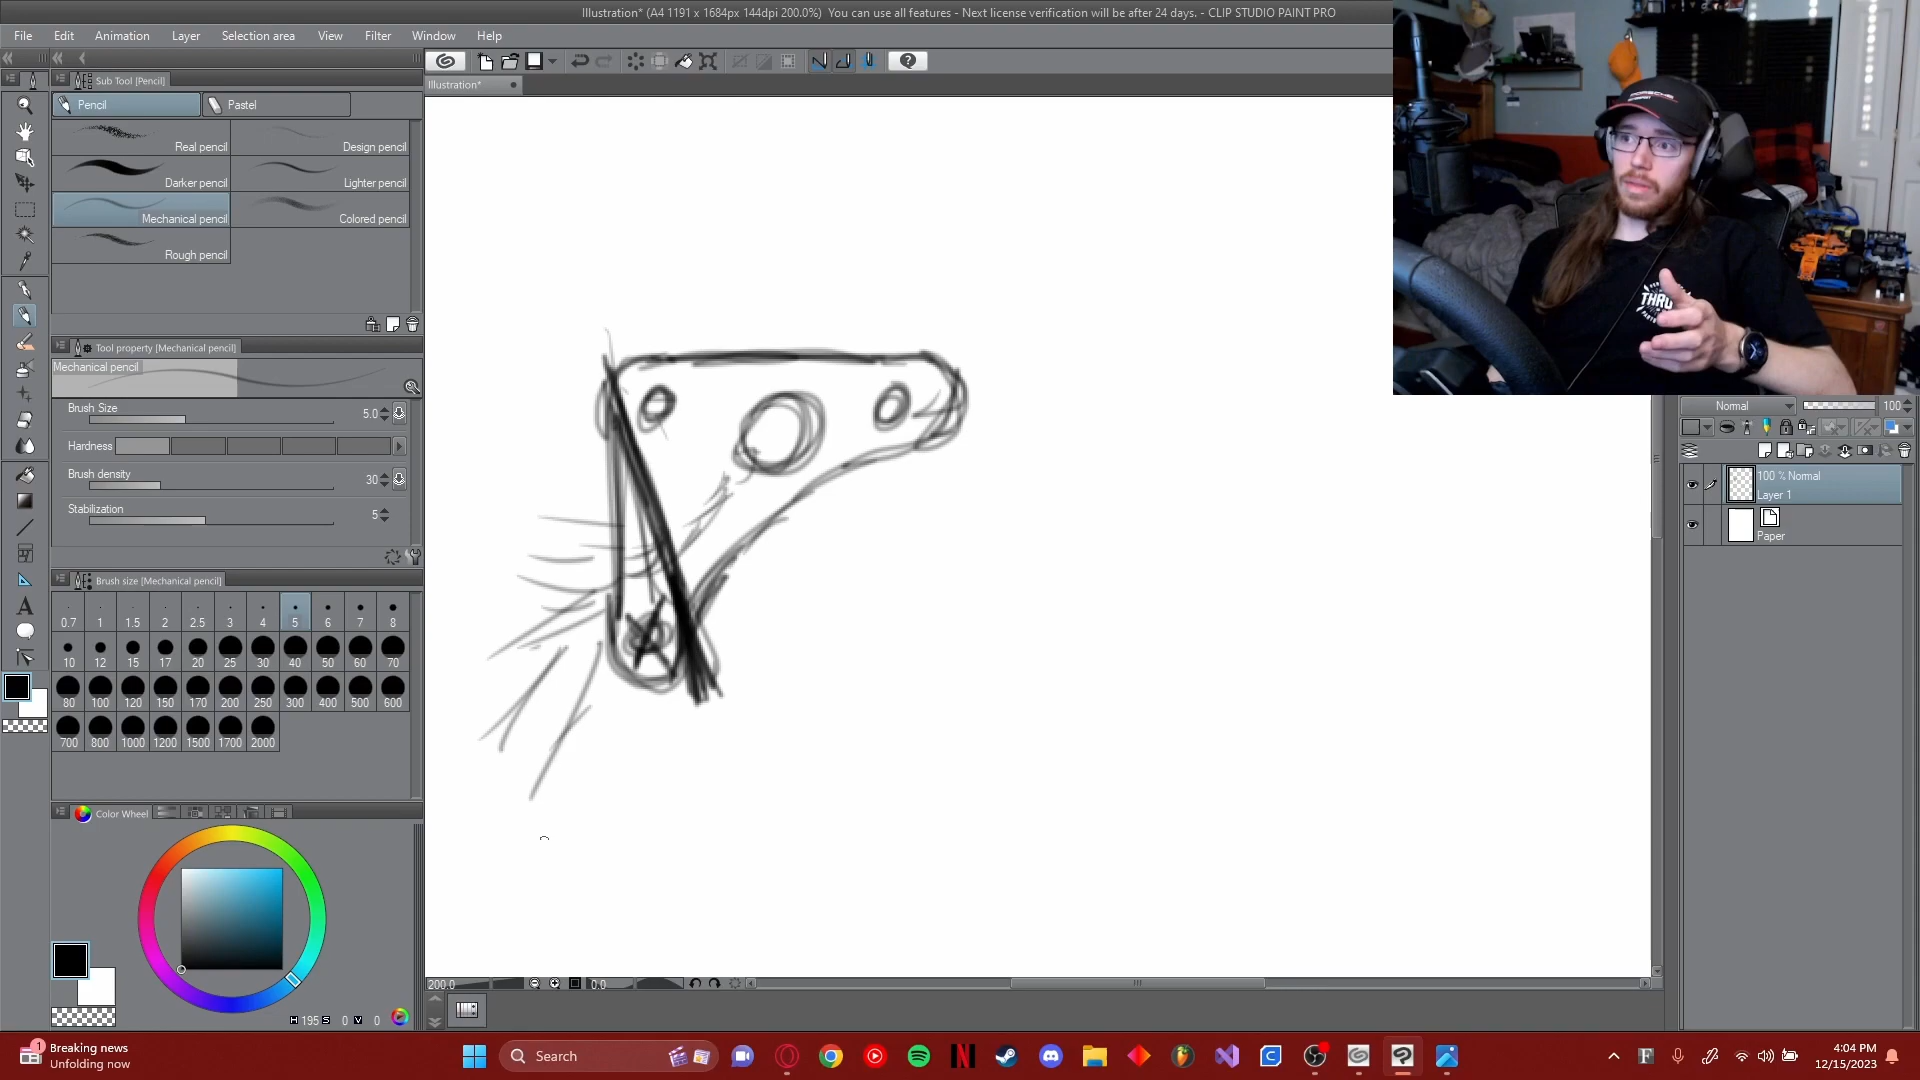 Illustration* (A4 1191 x 1684px 144dpi 200.0%)  You can use all features - Next license verification will be after 24 days. - CLIP STUDIO PAINT PRO
File Edit Animation Layer Selection area View Filter Window Help
Sub Tool [Pencil]
Illustration*
Pencil Pastel
Real pencil Design pencil
Darker pencil Lighter pencil
Mechanical pencil Colored pencil
Rough pencil
Tool property [Mechanical pencil]
Mechanical pencil
Brush Size 5.0
Hardness
Brush density 30
Stabilization 5
Brush size [Mechanical pencil]
0.7 1 1.5 2 2.5 3 4 5 6 7 8
10 12 15 17 20 25 30 40 50 60 70
80 100 120 150 170 200 250 300 400 500 600
700 800 1000 1200 1500 1700 2000
Color Wheel
H 195 S 0 V 0
200.0 0.0
PORSCHE
THRU
Normal 100
100 % Normal
Layer 1
Paper
1
Breaking news
Unfolding now
Search
4:04 PM
12/15/2023